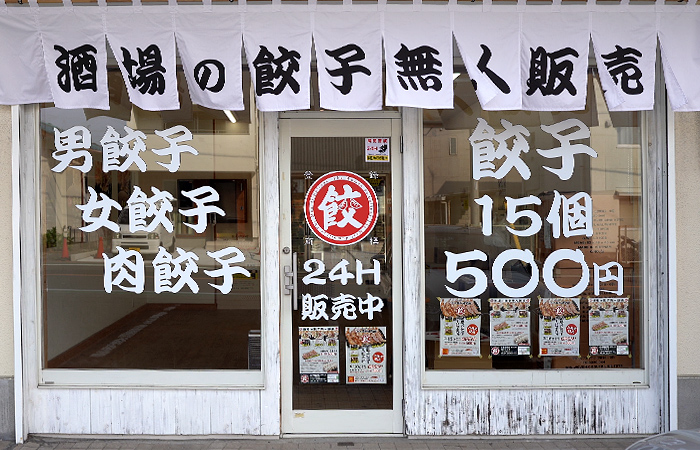 酒場の餃子無人販売
男餃子
女餃子
肉餃子
餃
24H
販売中
餃子
15個
500円